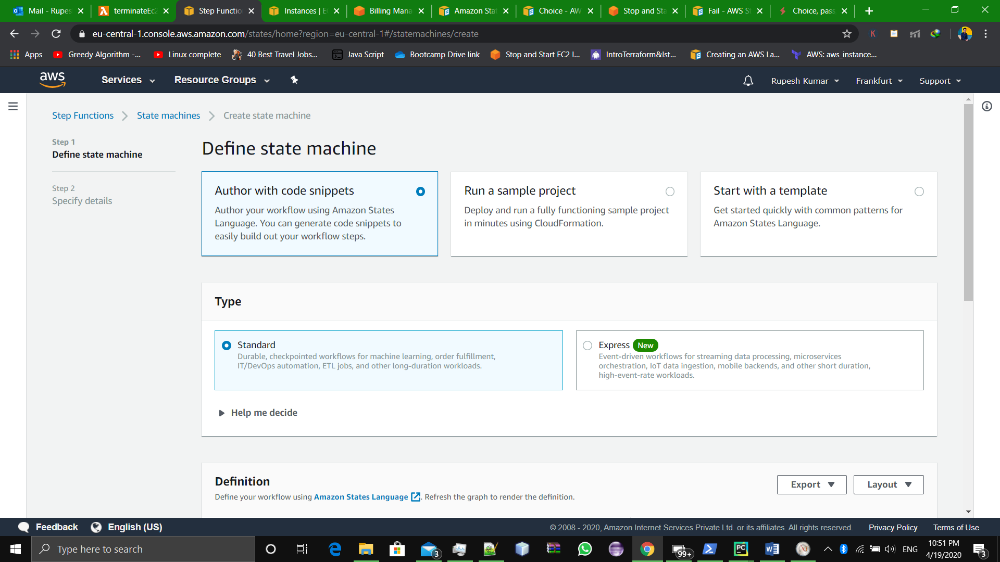 Mail - Rupes
terminateEc2
Step Functio
Instances | E
Billing Mana
Amazon Stat
Choice - AW
Stop and Sta
Fail - AWS S
Choice, pass
eu-central-1.console.aws.amazon.com/states/home?region=eu-central-1#/statemachines/create
K
Apps
Greedy Algorithm -...
Linux complete
40 Best Travel Jobs...
Java Script
Bootcamp Drive link
Stop and Start EC2 I...
IntroTerraform&Ist...
Creating an AWS La...
AWS: aws_instance...
aws
Services
Resource Groups
Rupesh Kumar
Frankfurt
Support
Step Functions
State machines
Create state machine
Step 1
Define state machine
Step 2
Specify details
Define state machine
Author with code snippets
Author your workflow using Amazon States
Language. You can generate code snippets to
easily build out your workflow steps.
Run a sample project
Deploy and run a fully functioning sample project
in minutes using CloudFormation.
Start with a template
Get started quickly with common patterns for
Amazon States Language.
Type
Standard
Durable, checkpointed workflows for machine learning, order fulfillment,
IT/DevOps automation, ETL jobs, and other long-duration workloads.
Express New
Event-driven workflows for streaming data processing, microservices
orchestration, IoT data ingestion, mobile backends, and other short duration,
high-event-rate workloads.
Help me decide
Definition
Define your workflow using Amazon States Language . Refresh the graph to render the definition.
Export
Layout
Feedback
English (US)
© 2008 - 2020, Amazon Internet Services Private Ltd. or its affiliates. All rights reserved.
Privacy Policy
Terms of Use
Type here to search
3
99+
PC
ENG
10:51 PM
4/19/2020
3